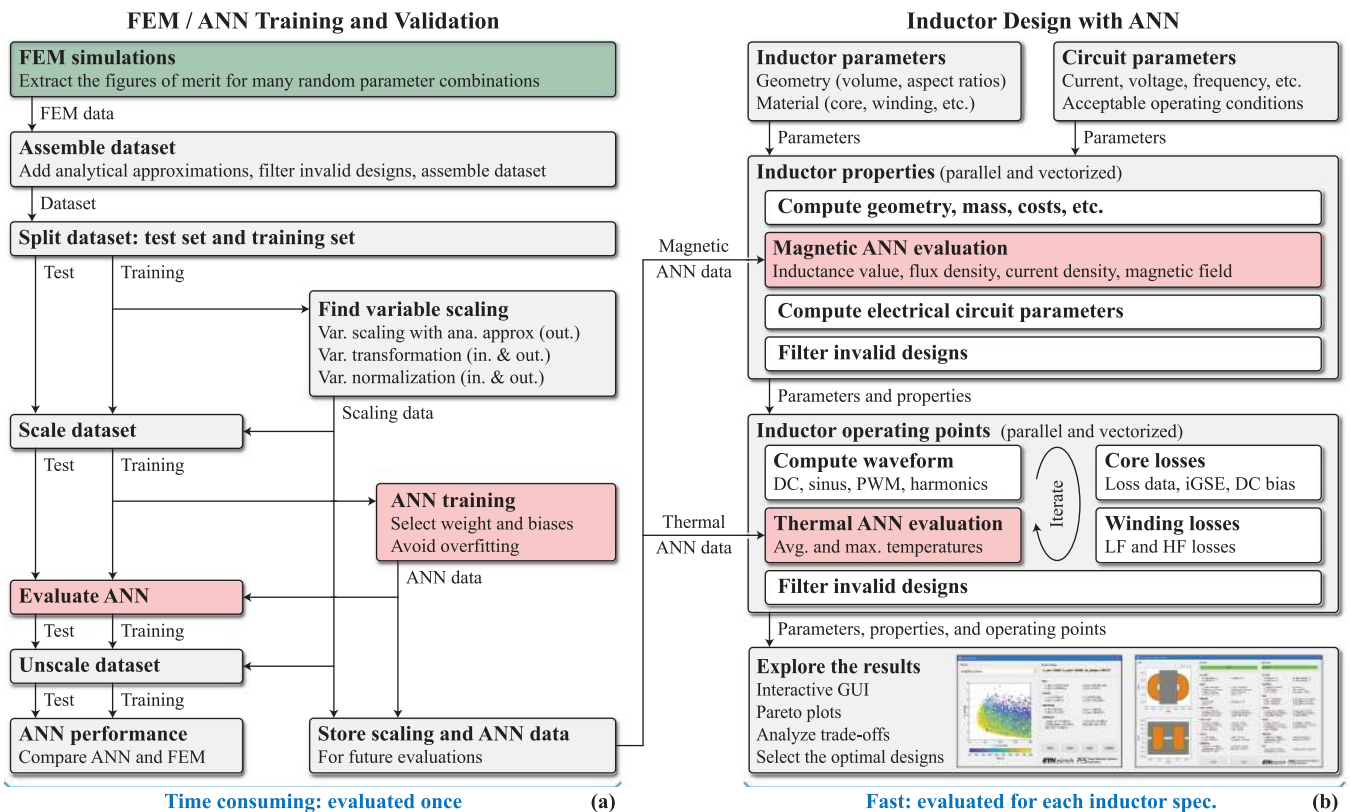 FEM / ANN Training and Validation
FEM simulations
Extract the figures of merit for many random parameter combinations
FEM data
Assemble dataset
Add analytical approximations, filter invalid designs, assemble dataset
Dataset
Split dataset: test set and training set
Test
Training
Find variable scaling
Var. scaling with ana. approx (out.)
Var. transformation (in. & out.)
Var. normalization (in. & out.)
Scaling data
Scale dataset
Test
Training
ANN training
Select weight and biases
Avoid overfitting
ANN data
Evaluate ANN
Test
Training
Unscale dataset
Test
Training
ANN performance
Compare ANN and FEM
Store scaling and ANN data
For future evaluations
Time consuming: evaluated once
(a)
Magnetic
ANN data
Thermal
ANN data
Inductor Design with ANN
Inductor parameters
Geometry (volume, aspect ratios)
Material (core, winding, etc.)
Circuit parameters
Current, voltage, frequency, etc.
Acceptable operating conditions
Parameters
Parameters
Inductor properties (parallel and vectorized)
Compute geometry, mass, costs, etc.
Magnetic ANN evaluation
Inductance value, flux density, current density, magnetic field
Compute electrical circuit parameters
Filter invalid designs
Parameters and properties
Inductor operating points (parallel and vectorized)
Compute waveform
DC, sinus, PWM, harmonics
Iterate
Core losses
Loss data, iGSE, DC bias
Thermal ANN evaluation
Avg. and max. temperatures
Winding losses
LF and HF losses
Filter invalid designs
Parameters, properties, and operating points
Explore the results
Interactive GUI
Pareto plots
Analyze trade-offs
Select the optimal designs
ETH zürich
ETH zürich
Fast: evaluated for each inductor spec.
(b)